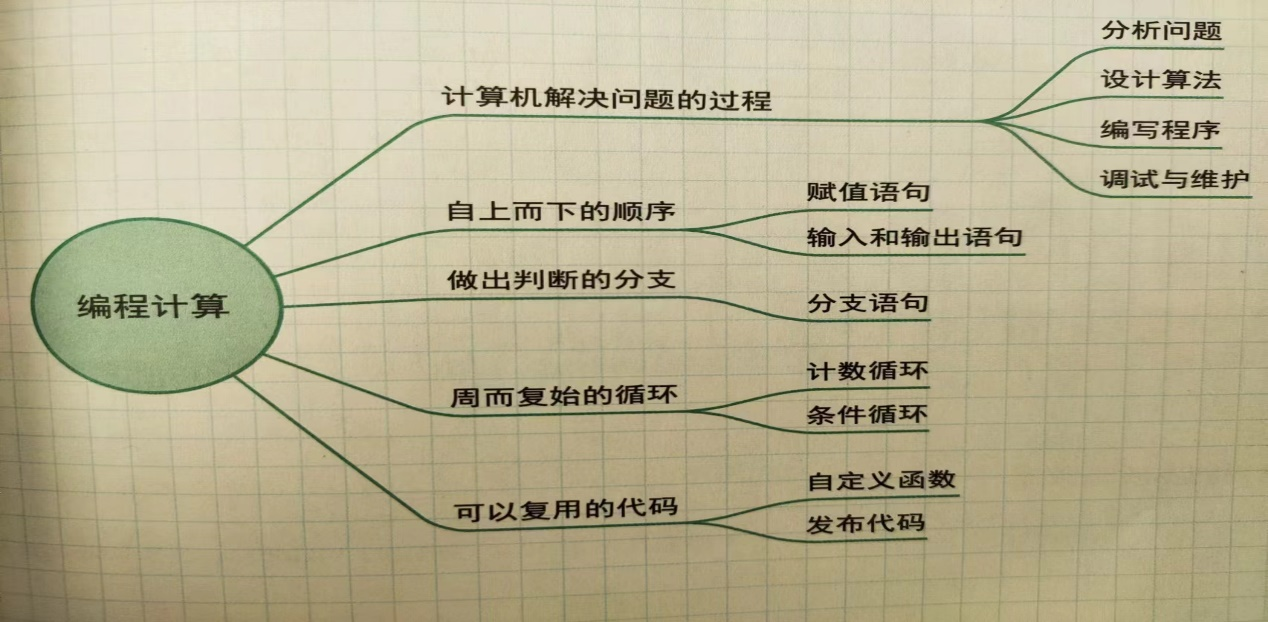 编程计算
计算机解决问题的过程
分析问题
设计算法
编写程序
调试与维护
自上而下的顺序
赋值语句
输入和输出语句
做出判断的分支
分支语句
周而复始的循环
计数循环
条件循环
可以复用的代码
自定义函数
发布代码